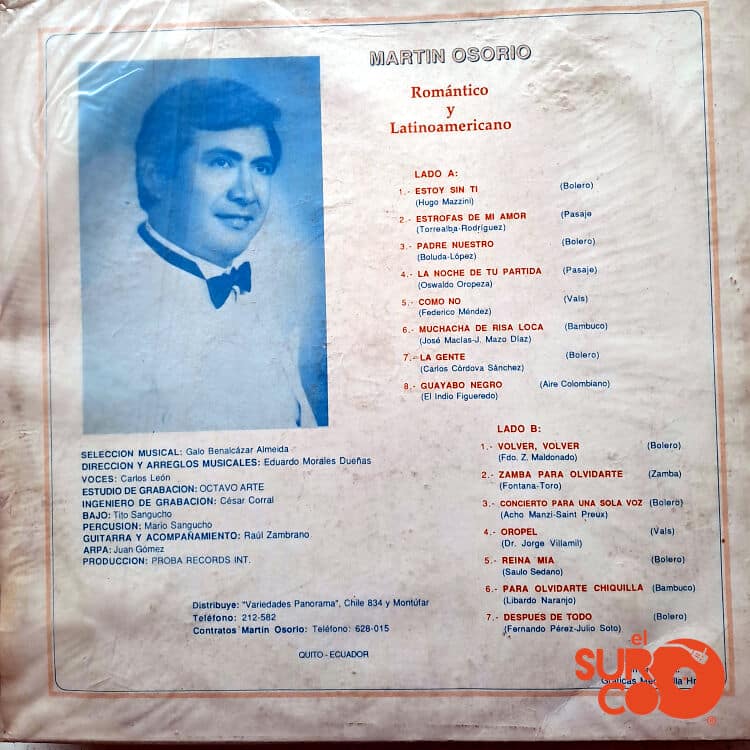 MARTIN OSORIO
Romántico
y
Latinoamericano
LADO A:
1.- ESTOY SIN TI (Bolero)
(Hugo Mazzini)
2.- ESTROFAS DE MI AMOR (Pasaje
(Torrealba-Rodríguez)
3.- PADRE NUESTRO (Bolero)
(Boluda-López)
4.- LA NOCHE DE TU PARTIDA (Pasaje)
(Oswaldo Oropeza)
5.- COMO NO (Vals)
(Federico Méndez)
6.- MUCHACHA DE RISA LOCA (Bambuco)
(José Macías-J. Mazo Díaz)
7.- LA GENTE (Bolero)
(Carlos Córdova Sánchez)
8.- GUAYABO NEGRO (Aire Colombiano)
(El Indio Figueredo)
LADO B:
1.- VOLVER, VOLVER (Bolero)
(Fdo. Z. Maldonado)
2.- ZAMBA PARA OLVIDARTE (Zamba)
(Fontana-Toro)
3.- CONCIERTO PARA UNA SOLA VOZ (Bolero)
(Acho Manzi-Saint Preux)
4.- OROPEL (Vals)
(Dr. Jorge Villamil)
5.- REINA MIA (Bolero)
(Saulo Sedano)
6.- PARA OLVIDARTE CHIQUILLA (Bambuco)
(Libardo Naranjo)
7.- DESPUES DE TODO (Bolero)
(Fernando Pérez-Julio Soto)
SELECCION MUSICAL: Galo Benalcázar Almeida
DIRECCION Y ARREGLOS MUSICALES: Eduardo Morales Dueñas
VOCES: Carlos León
ESTUDIO DE GRABACION: OCTAVO ARTE
INGENIERO DE GRABACION: César Corral
BAJO: Tito Sangucho
PERCUSION: Mario Sangucho
GUITARRA Y ACOMPAÑAMIENTO: Raúl Zambrano
ARPA: Juan Gómez
PRODUCCION: PROBA RECORDS INT.
Distribuye: "Variedades Panorama", Chile 834 y Montúfar
Teléfono: 212-582
Contratos Martín Osorio: Teléfono: 628-015
QUITO - ECUADOR
Gráficas
el
SURCO
®